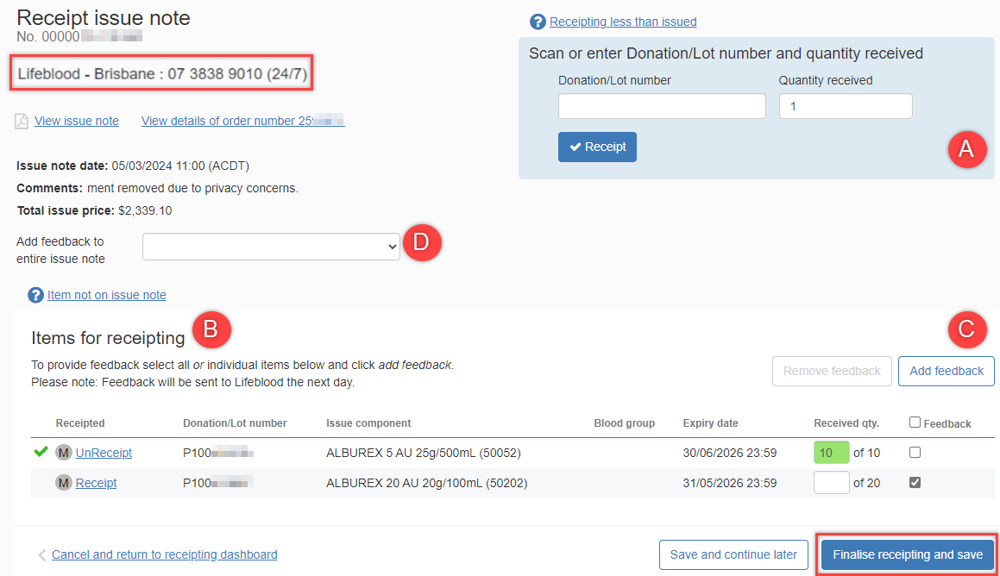 Receipt issue note
No. 00000
Lifeblood - Brisbane : 07 3838 9010 (24/7)
View issue note
View details of order number 259
Issue note date: 05/03/2024 11:00 (ACDT)
Comments: ment removed due to privacy concerns.
Total issue price: $2,339.10
Add feedback to
entire issue note
D
Item not on issue note
Receipting less than issued
Scan or enter Donation/Lot number and quantity received
Donation/Lot number Quantity received
1
Receipt
A
Items for receipting
B
C
To provide feedback select all or individual items below and click add feedback.
Please note: Feedback will be sent to Lifeblood the next day.
Remove feedback Add feedback
Receipted Donation/Lot number Issue component Blood group Expiry date Received qty. Feedback
M UnReceipt P100 ALBUREX 5 AU 25g/500mL (50052) 30/06/2026 23:59 10 of 10
M Receipt P100 ALBUREX 20 AU 20g/100mL (50202) 31/05/2026 23:59 of 20
Cancel and return to receipting dashboard
Save and continue later
Finalise receipting and save